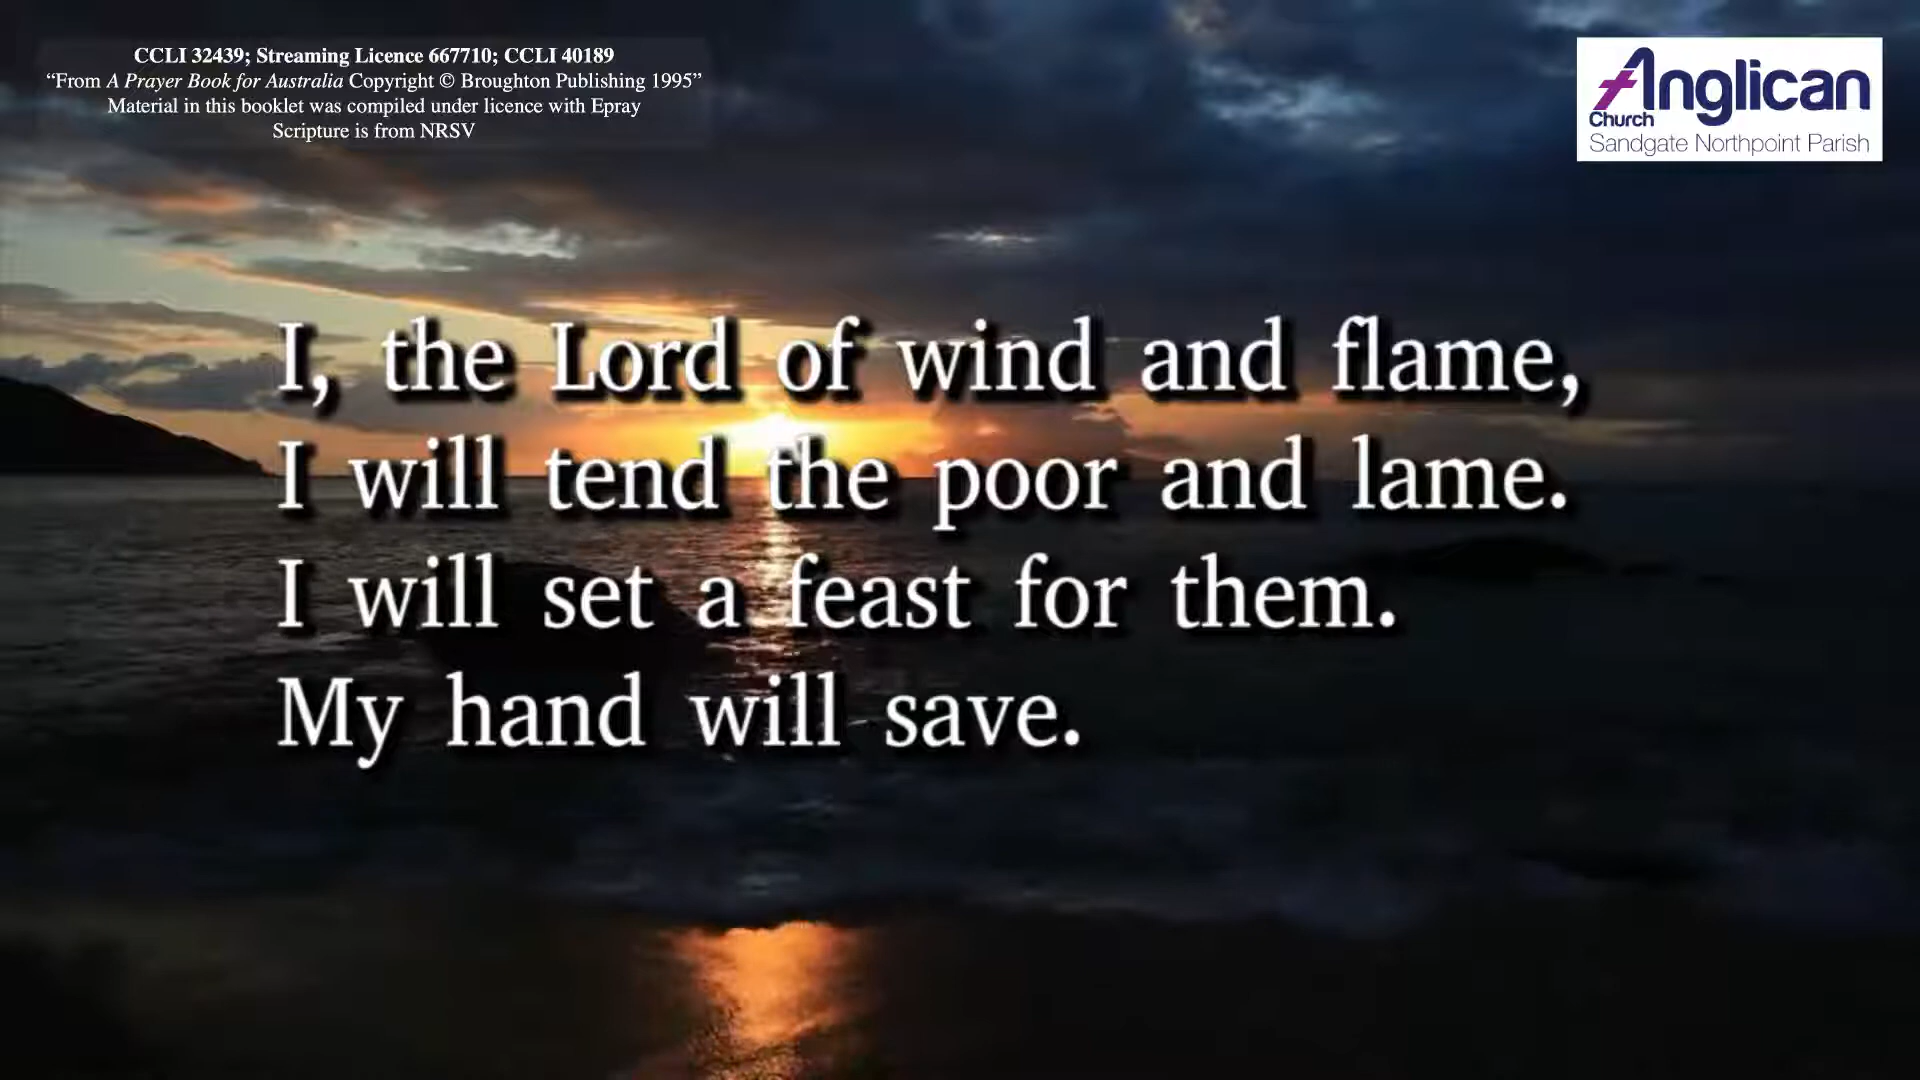 CCLI 32439; Streaming Licence 667710; CCLI 40189
“From A Prayer Book for Australia Copyright © Broughton Publishing 1995”
Material in this booklet was compiled under licence with Epray
Scripture is from NRSV
Anglican
Church
Sandgate Northpoint Parish
I, the Lord of wind and flame,
I will tend the poor and lame.
I will set a feast for them.
My hand will save.